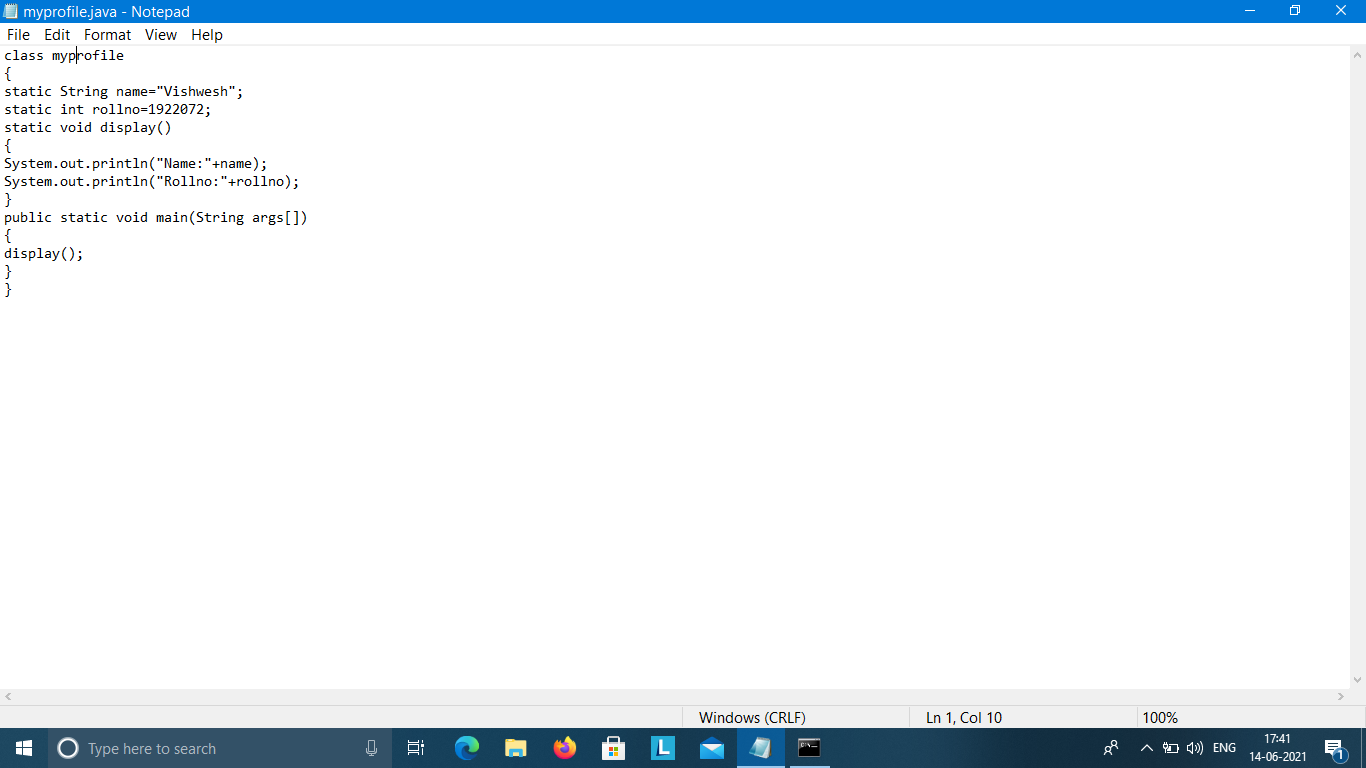 myprofile.java - Notepad
File Edit Format View Help
class myprofile
{
static String name="Vishwesh";
static int rollno=1922072;
static void display()
{
System.out.println("Name:"+name);
System.out.println("Rollno:"+rollno);
}
public static void main(String args[])
{
display();
}
}
Windows (CRLF) Ln 1, Col 10 100%
Type here to search L ENG 17:41
14-06-2021 1